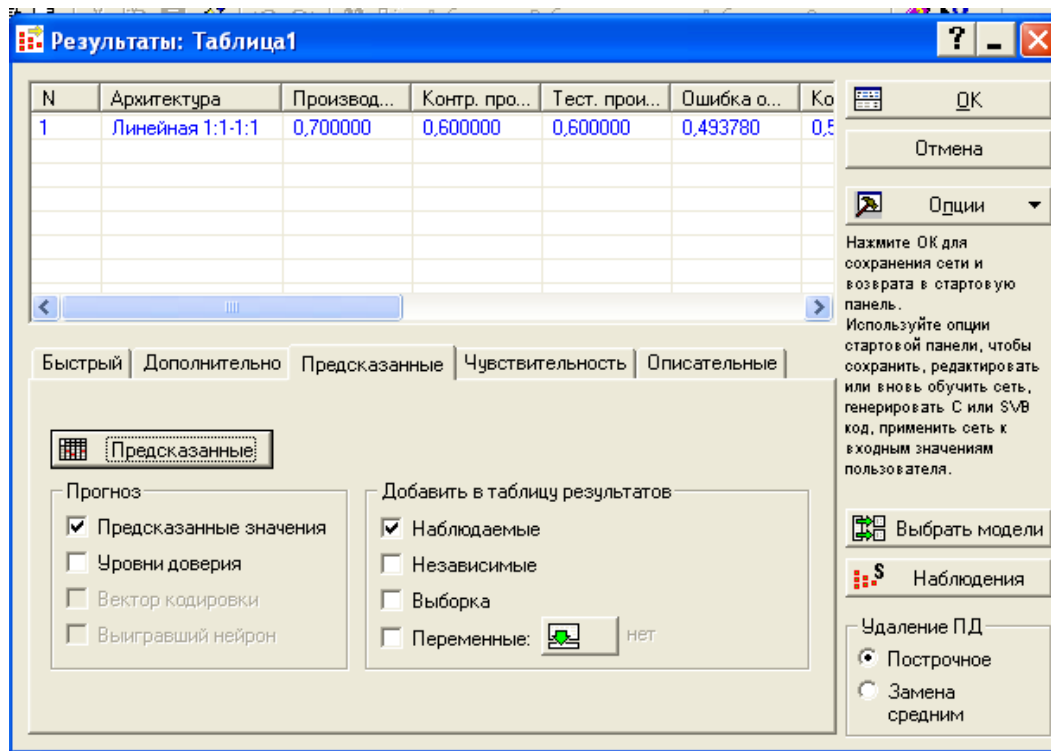 Результаты: Таблица1
N Архитектура Производ... Контр. про... Тест. прои... Ошибка о... Ко
1 Линейная 1:1-1:1 0,700000 0,600000 0,600000 0,493780 0,5
OK
Отмена
Опции
Нажмите ОК для
сохранения сети и
возврата в стартовую
панель.
Используйте опции
стартовой панели, чтобы
сохранить, редактировать
или вновь обучить сеть,
генерировать С или SVB
код, применить сеть к
входным значениям
пользователя.
Быстрый Дополнительно Предсказанные Чувствительность Описательные
Предсказанные
Прогноз
Предсказанные значения
Уровни доверия
Вектор кодировки
Выигравший нейрон
Добавить в таблицу результатов
Наблюдаемые
Независимые
Выборка
Переменные: нет
Выбрать модели
Наблюдения
Удаление ПД
Построчное
Замена
средним